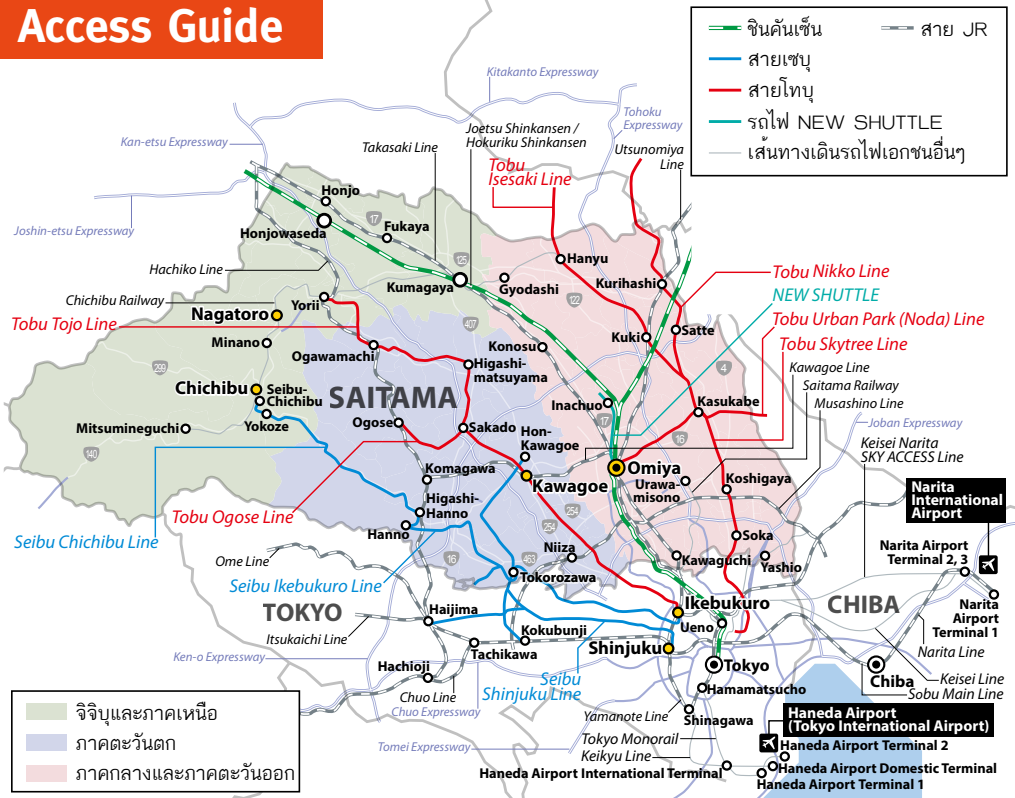 Access Guide
ชินคันเซ็น
สาย JR
สายเซบุ
สายโทบุ
รถไฟ NEW SHUTTLE
เส้นทางเดินรถไฟเอกชนอื่นๆ
Kitakanto Expressway
Tohoku
Expressway
Kan-etsu Expressway
Takasaki Line
Joetsu Shinkansen /
Hokuriku Shinkansen
Utsunomiya
Line
Tobu
Isesaki Line
Honjo
17
Fukaya
Joshin-etsu Expressway
Honjowaseda
125
Hanyu
Hachiko Line
Kumagaya
Gyodashi
Kurihashi
Tobu Nikko Line
NEW SHUTTLE
Chichibu Railway
Yorii
122
Nagatoro
407
Tobu Urban Park (Noda) Line
Tobu Tojo Line
Kuki
Satte
Tobu Skytree Line
Minano
Ogawamachi
Konosu
299
Higashi-
matsuyama
4
Kawagoe Line
Saitama Railway
Musashino Line
Chichibu
Seibu-
Chichibu
SAITAMA
Inachuo
Kasukabe
Yokoze
Ogose
17
Joban Expressway
Mitsumineguchi
Sakado
Hon-
Kawagoe
16
Keisei Narita
SKY ACCESS Line
140
Komagawa
Kawagoe
Omiya
Urawa-
misono
Koshigaya
Narita
International
Airport
Higashi-
Hanno
254
254
Tobu Ogose Line
Hanno
Soka
Seibu Chichibu Line
Niiza
Narita Airport
Terminal 2, 3
Ome Line
16
463
Kawaguchi
Yashio
Seibu Ikebukuro Line
Tokorozawa
TOKYO
Haijima
Ikebukuro
CHIBA
Narita
Airport
Terminal 1
Itsukaichi Line
Kokubunji
Ueno
Tachikawa
Shinjuku
Narita Line
Ken-o Expressway
Hachioji
Seibu
Shinjuku Line
Tokyo
Chiba
Keisei Line
Sobu Main Line
Chuo Line
Chuo Expressway
Hamamatsucho
จิจิบุและภาคเหนือ
ภาคตะวันตก
ภาคกลางและภาคตะวันออก
Yamanote Line
Shinagawa
Haneda Airport
(Tokyo International Airport)
Tomei Expressway
Tokyo Monorail
Keikyu Line
Haneda Airport Terminal 2
Haneda Airport International Terminal
Haneda Airport Domestic Terminal
Haneda Airport Terminal 1